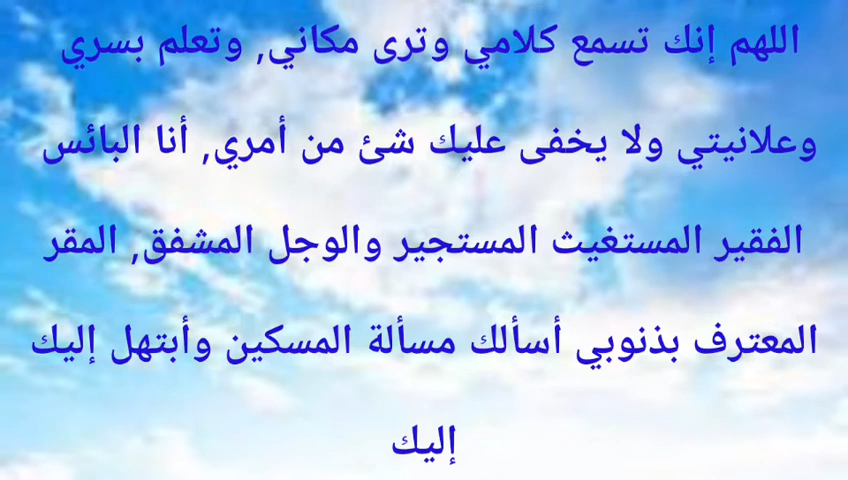 اللهم إنك تسمع كلامي وترى مكاني, وتعلم بسري
وعلانيتي ولا يخفى عليك شئ من أمري, أنا البائس
الفقير المستغيث المستجير والوجل المشفق, المقر
المعترف بذنوبي أسألك مسألة المسكين وأبتهل إليك
إليك